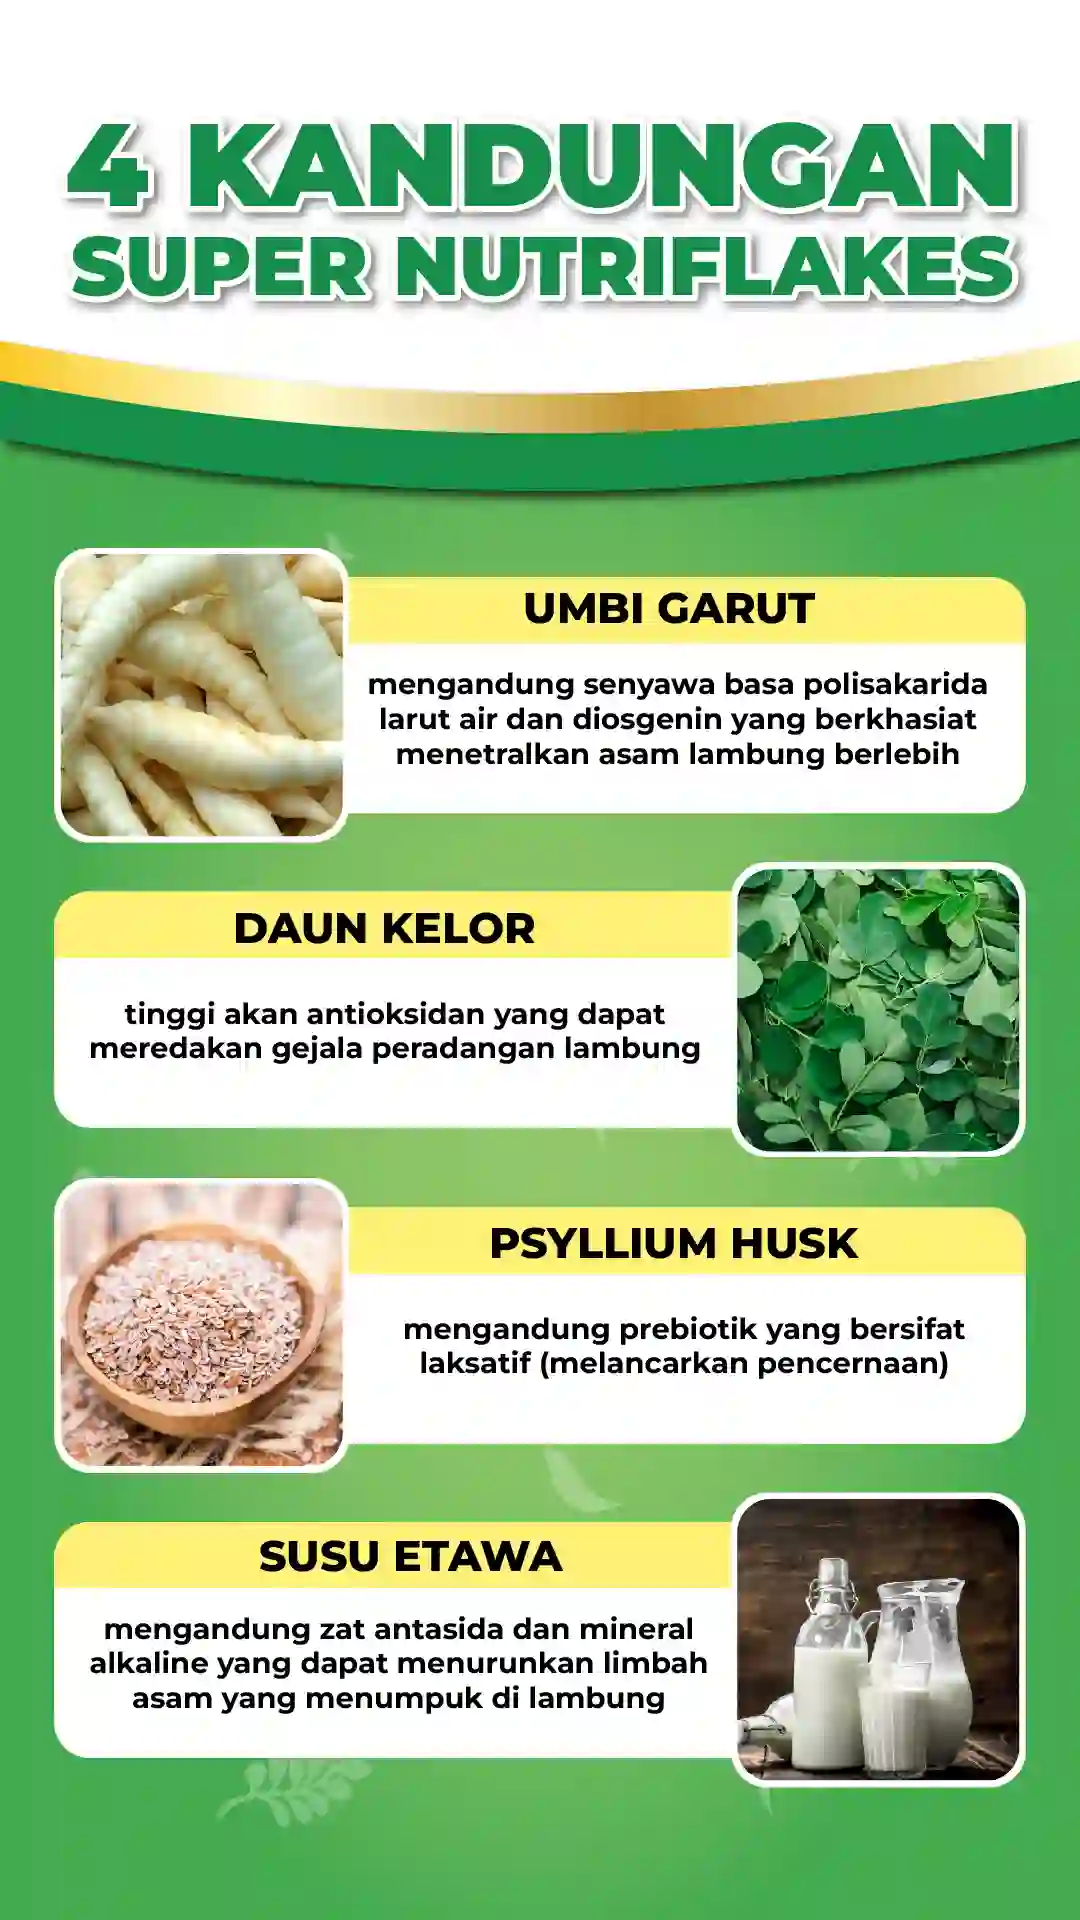 4 KANDUNGAN
SUPER NUTRIFLAKES
UMBI GARUT
mengandung senyawa basa polisakarida
larut air dan diosgenin yang berkhasiat
menetralkan asam lambung berlebih
DAUN KELOR
tinggi akan antioksidan yang dapat
meredakan gejala peradangan lambung
PSYLLIUM HUSK
mengandung prebiotik yang bersifat
laksatif (melancarkan pencernaan)
SUSU ETAWA
mengandung zat antasida dan mineral
alkaline yang dapat menurunkan limbah
asam yang menumpuk di lambung